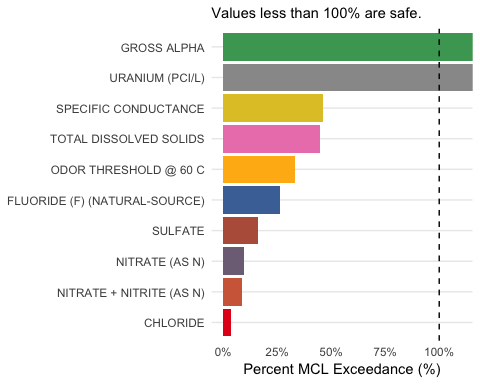 Values less than 100% are safe.
GROSS ALPHA
URANIUM (PCI/L)
SPECIFIC CONDUCTANCE
TOTAL DISSOLVED SOLIDS
ODOR THRESHOLD @ 60 C
FLUORIDE (F) (NATURAL-SOURCE)
SULFATE
NITRATE (AS N)
NITRATE + NITRITE (AS N)
CHLORIDE
0% 25% 50% 75% 100%
Percent MCL Exceedance (%)